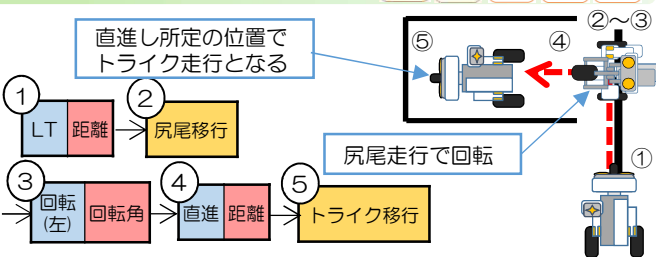 直進し所定の位置で
トライク走行となる
⑤
④
②～③
①
尻尾走行で回転
① ②
LT 距離 尻尾移行
③ ④ ⑤
回転
(左) 回転角 直進 距離 トライク移行